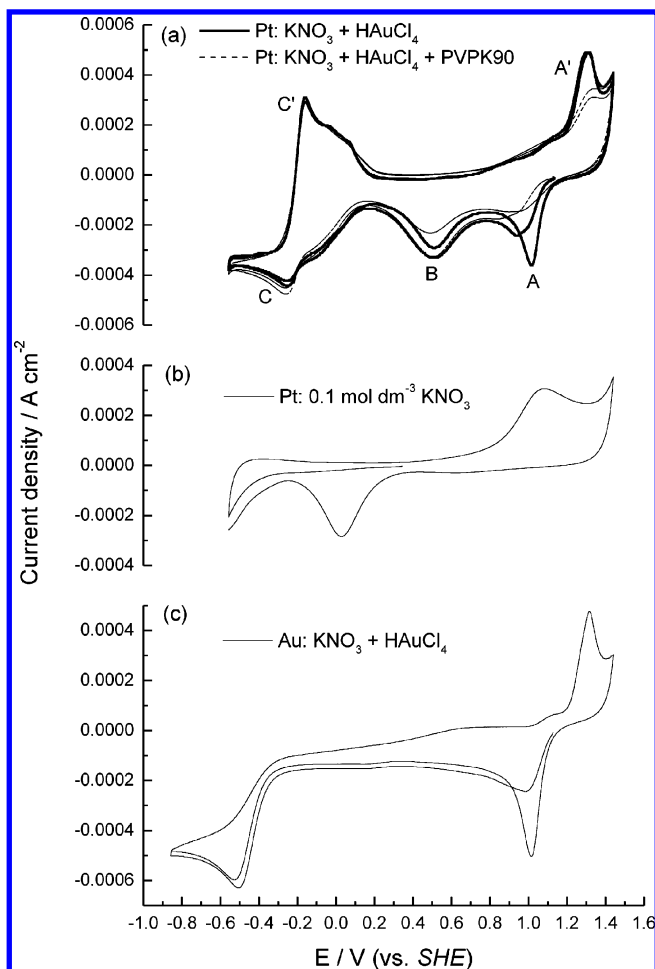 (a)
Pt: KNO₃ + HAuCl₄
Pt: KNO₃ + HAuCl₄ + PVPK90
A'
C'
C
B
A
0.0006
0.0004
0.0002
0.0000
-0.0002
-0.0004
-0.0006
(b)
Pt: 0.1 mol dm⁻³ KNO₃
0.0004
0.0002
0.0000
-0.0002
-0.0004
(c)
Au: KNO₃ + HAuCl₄
0.0004
0.0002
0.0000
-0.0002
-0.0004
-0.0006
Current density / A cm⁻²
-1.0 -0.8 -0.6 -0.4 -0.2 0.0 0.2 0.4 0.6 0.8 1.0 1.2 1.4 1.6
E / V (vs. SHE)